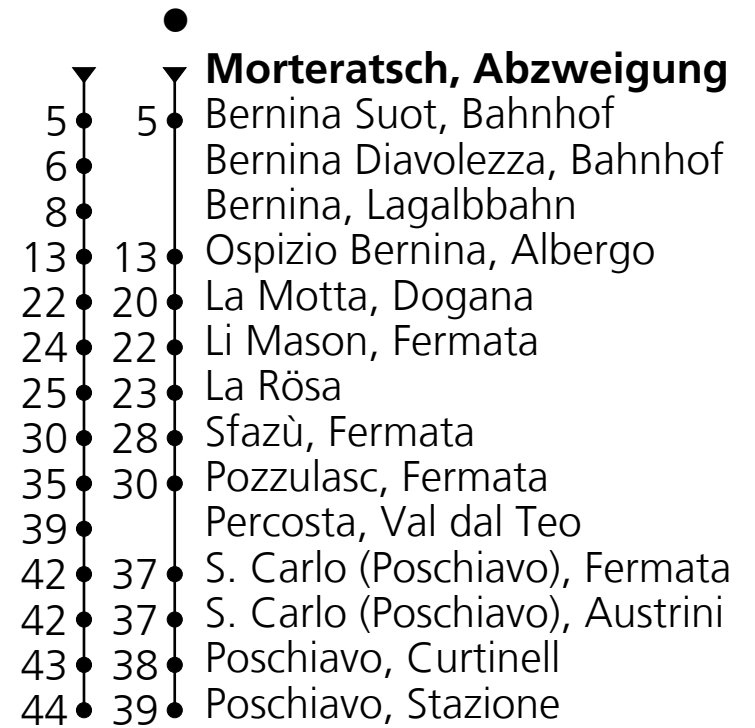 Morteratsch, Abzweigung
5 5 Bernina Suot, Bahnhof
6 Bernina Diavolezza, Bahnhof
8 Bernina, Lagalbbahn
13 13 Ospizio Bernina, Albergo
22 20 La Motta, Dogana
24 22 Li Mason, Fermata
25 23 La Rösa
30 28 Sfazù, Fermata
35 30 Pozzulasc, Fermata
39 Percosta, Val dal Teo
42 37 S. Carlo (Poschiavo), Fermata
42 37 S. Carlo (Poschiavo), Austrini
43 38 Poschiavo, Curtinell
44 39 Poschiavo, Stazione